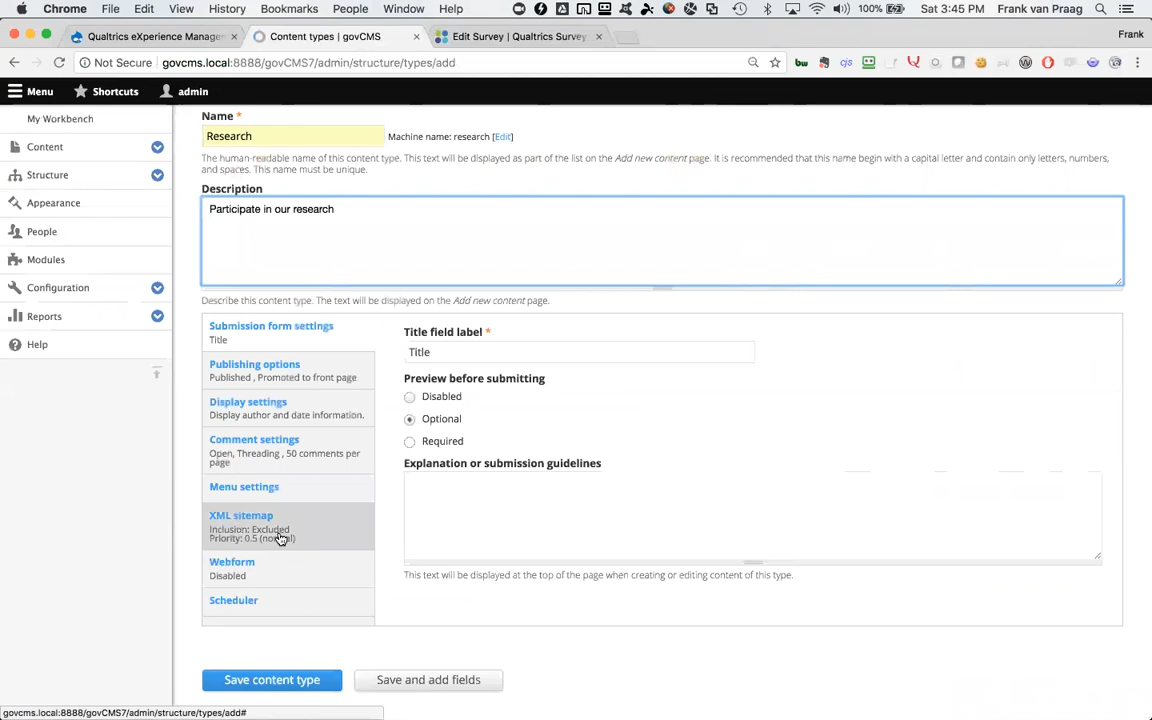 Chrome File Edit View History Bookmarks People Window Help 100% Sat 3:45 PM Frank van Praag
Qualtrics eXperience Managem × Content types | govCMS × Edit Survey | Qualtrics Survey × Frank
Not Secure govcms.local:8888/govCMS7/admin/structure/types/add
Menu Shortcuts admin
My Workbench
Content
Structure
Appearance
People
Modules
Configuration
Reports
Help
Name *
Research Machine name: research [Edit]
The human-readable name of this content type. This text will be displayed as part of the list on the Add new content page. It is recommended that this name begin with a capital letter and contain only letters, numbers,
and spaces. This name must be unique.
Description
Participate in our research
Describe this content type. The text will be displayed on the Add new content page.
Submission form settings
Title
Publishing options
Published , Promoted to front page
Display settings
Display author and date information.
Comment settings
Open, Threading , 50 comments per
page
Menu settings
XML sitemap
Inclusion: Excluded
Priority: 0.5 (normal)
Webform
Disabled
Scheduler
Title field label *
Title
Preview before submitting
Disabled
Optional
Required
Explanation or submission guidelines
This text will be displayed at the top of the page when creating or editing content of this type.
Save content type Save and add fields
govcms.local:8888/govCMS7/admin/structure/types/add#